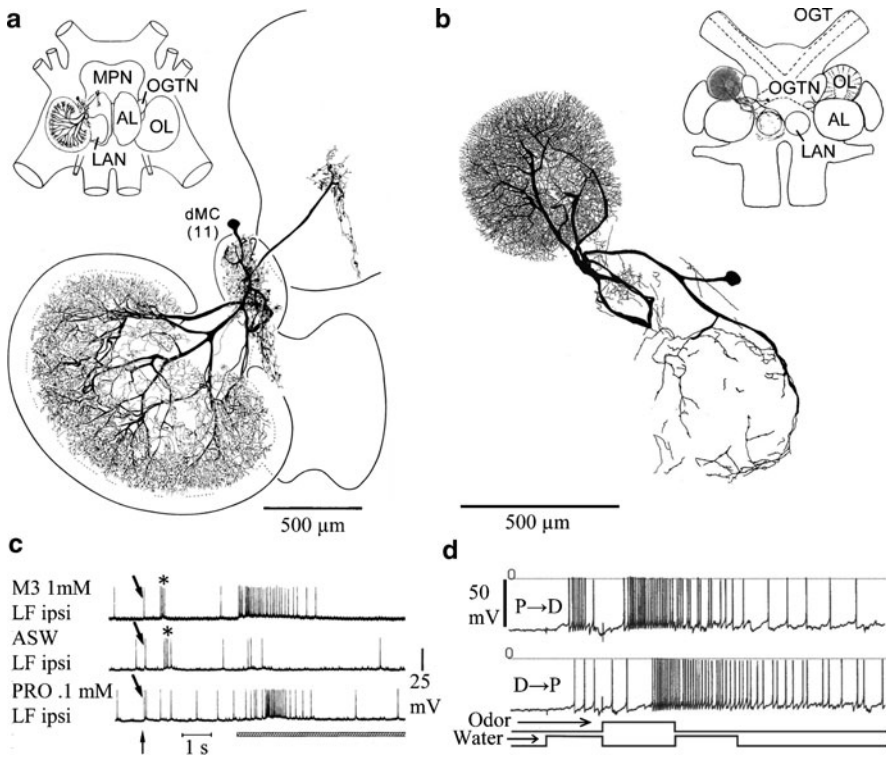 a
MPN
OGTN
AL
OL
LAN
dMC
(11)
500 µm
b
OGT
OGTN
OL
AL
LAN
500 µm
c
M3 1mM
LF ipsi
*
ASW
LF ipsi
*
25
mV
PRO .1 mM
LF ipsi
1 s
d
0
50
mV
P→D
0
D→P
Odor
Water